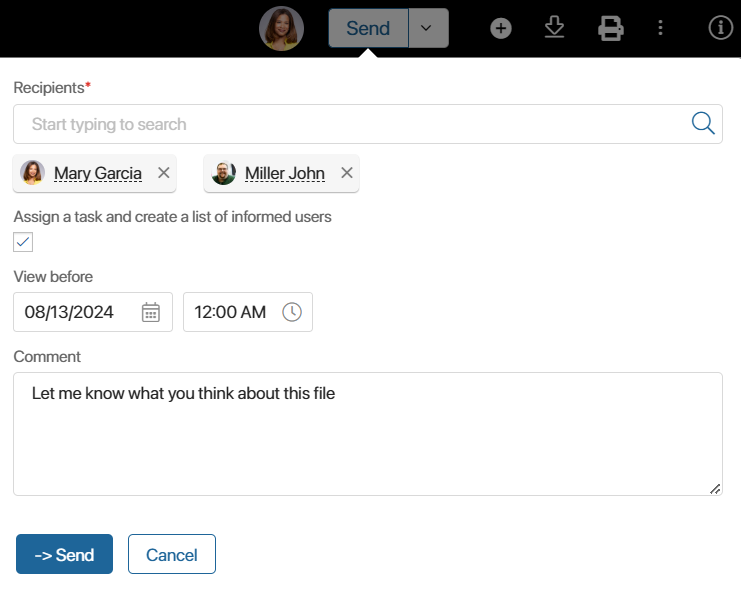 Send
Recipients*
Start typing to search
Mary Garcia Miller John
Assign a task and create a list of informed users
View before
08/13/2024 12:00 AM
Comment
Let me know what you think about this file
-> Send Cancel